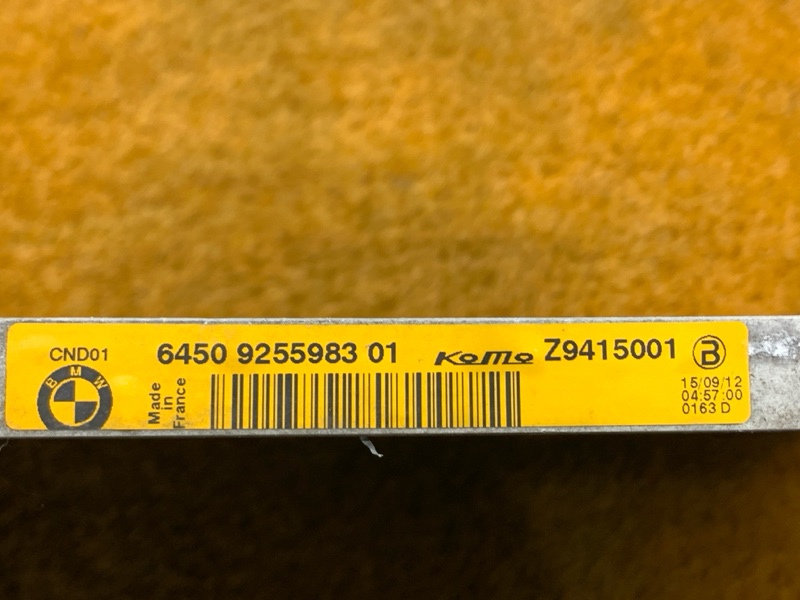 CND01
6450 9255983 01
KoMo
Z9415001
B
BMW
Made
in
France
15/09/12
04:57:00
0163 D